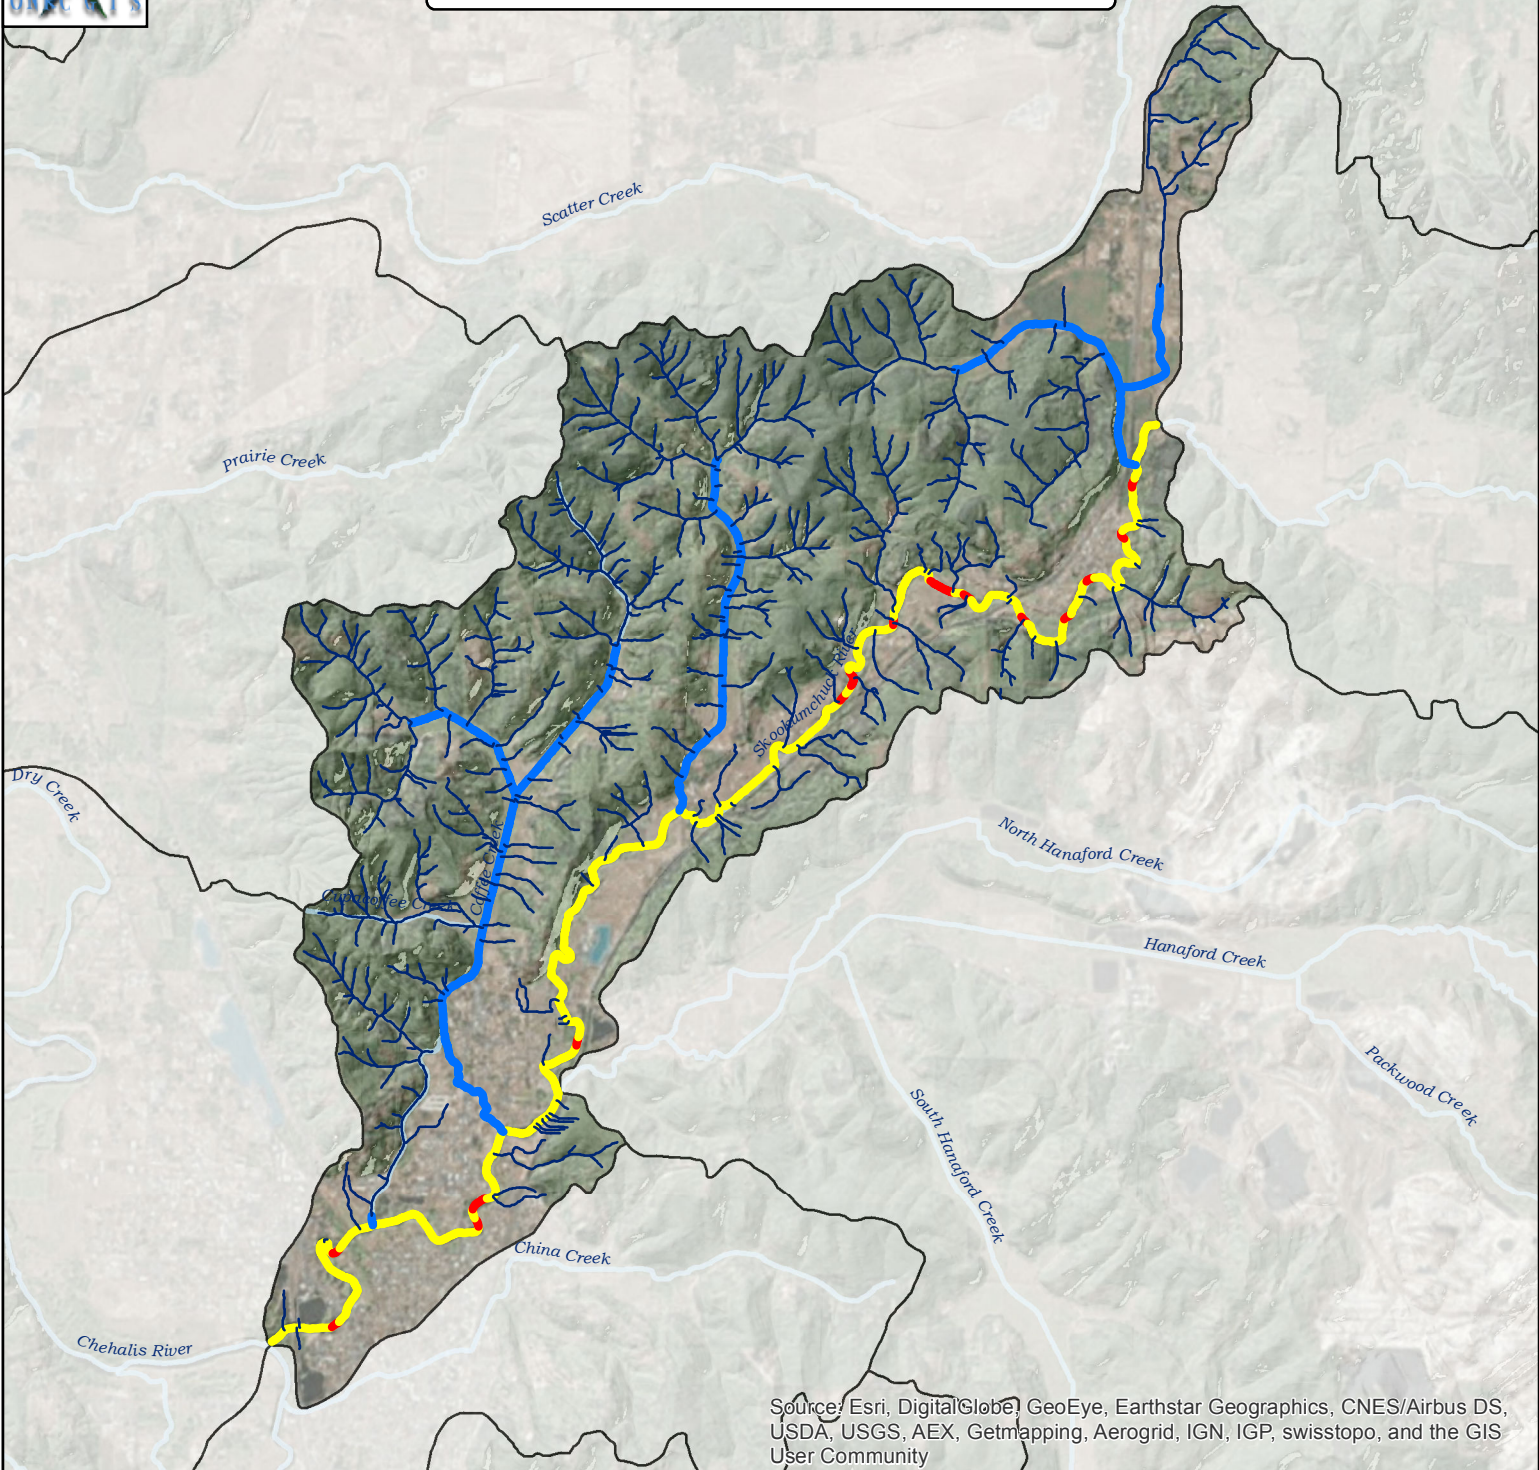 Scatter Creek
Prairie Creek
Skookumchuck River
Dry Creek
North Hanaford Creek
Coffee Creek
Hanaford Creek
Packwood Creek
South Hanaford Creek
China Creek
Chehalis River
Source: Esri, DigitalGlobe, GeoEye, Earthstar Geographics, CNES/Airbus DS,
USDA, USGS, AEX, Getmapping, Aerogrid, IGN, IGP, swisstopo, and the GIS
User Community